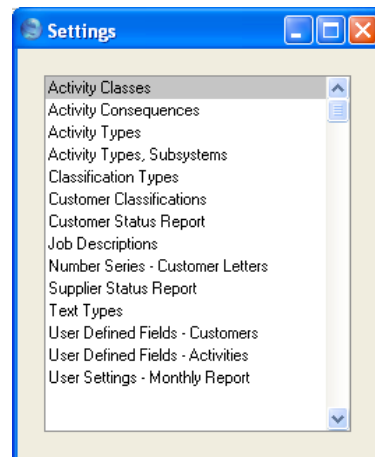 Settings
Activity Classes
Activity Consequences
Activity Types
Activity Types, Subsystems
Classification Types
Customer Classifications
Customer Status Report
Job Descriptions
Number Series - Customer Letters
Supplier Status Report
Text Types
User Defined Fields - Customers
User Defined Fields - Activities
User Settings - Monthly Report